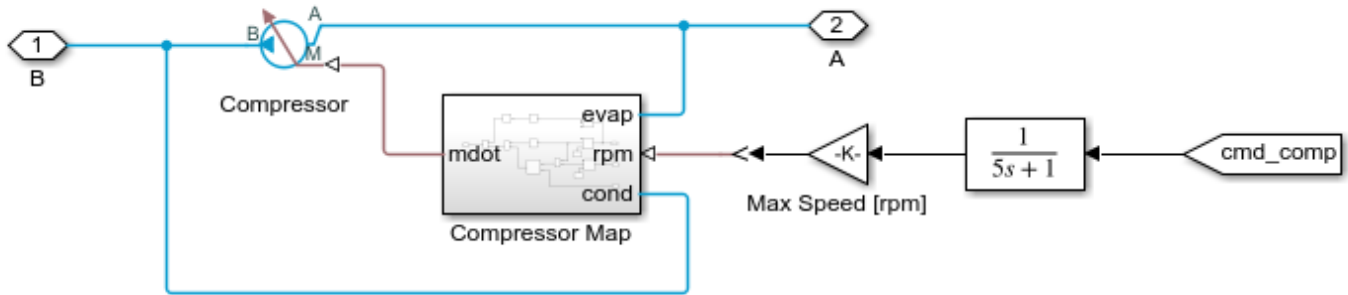 1
B
B
A
M
Compressor
2
A
evap
mdot
rpm
cond
Compressor Map
-K-
Max Speed [rpm]
1
5s + 1
cmd_comp